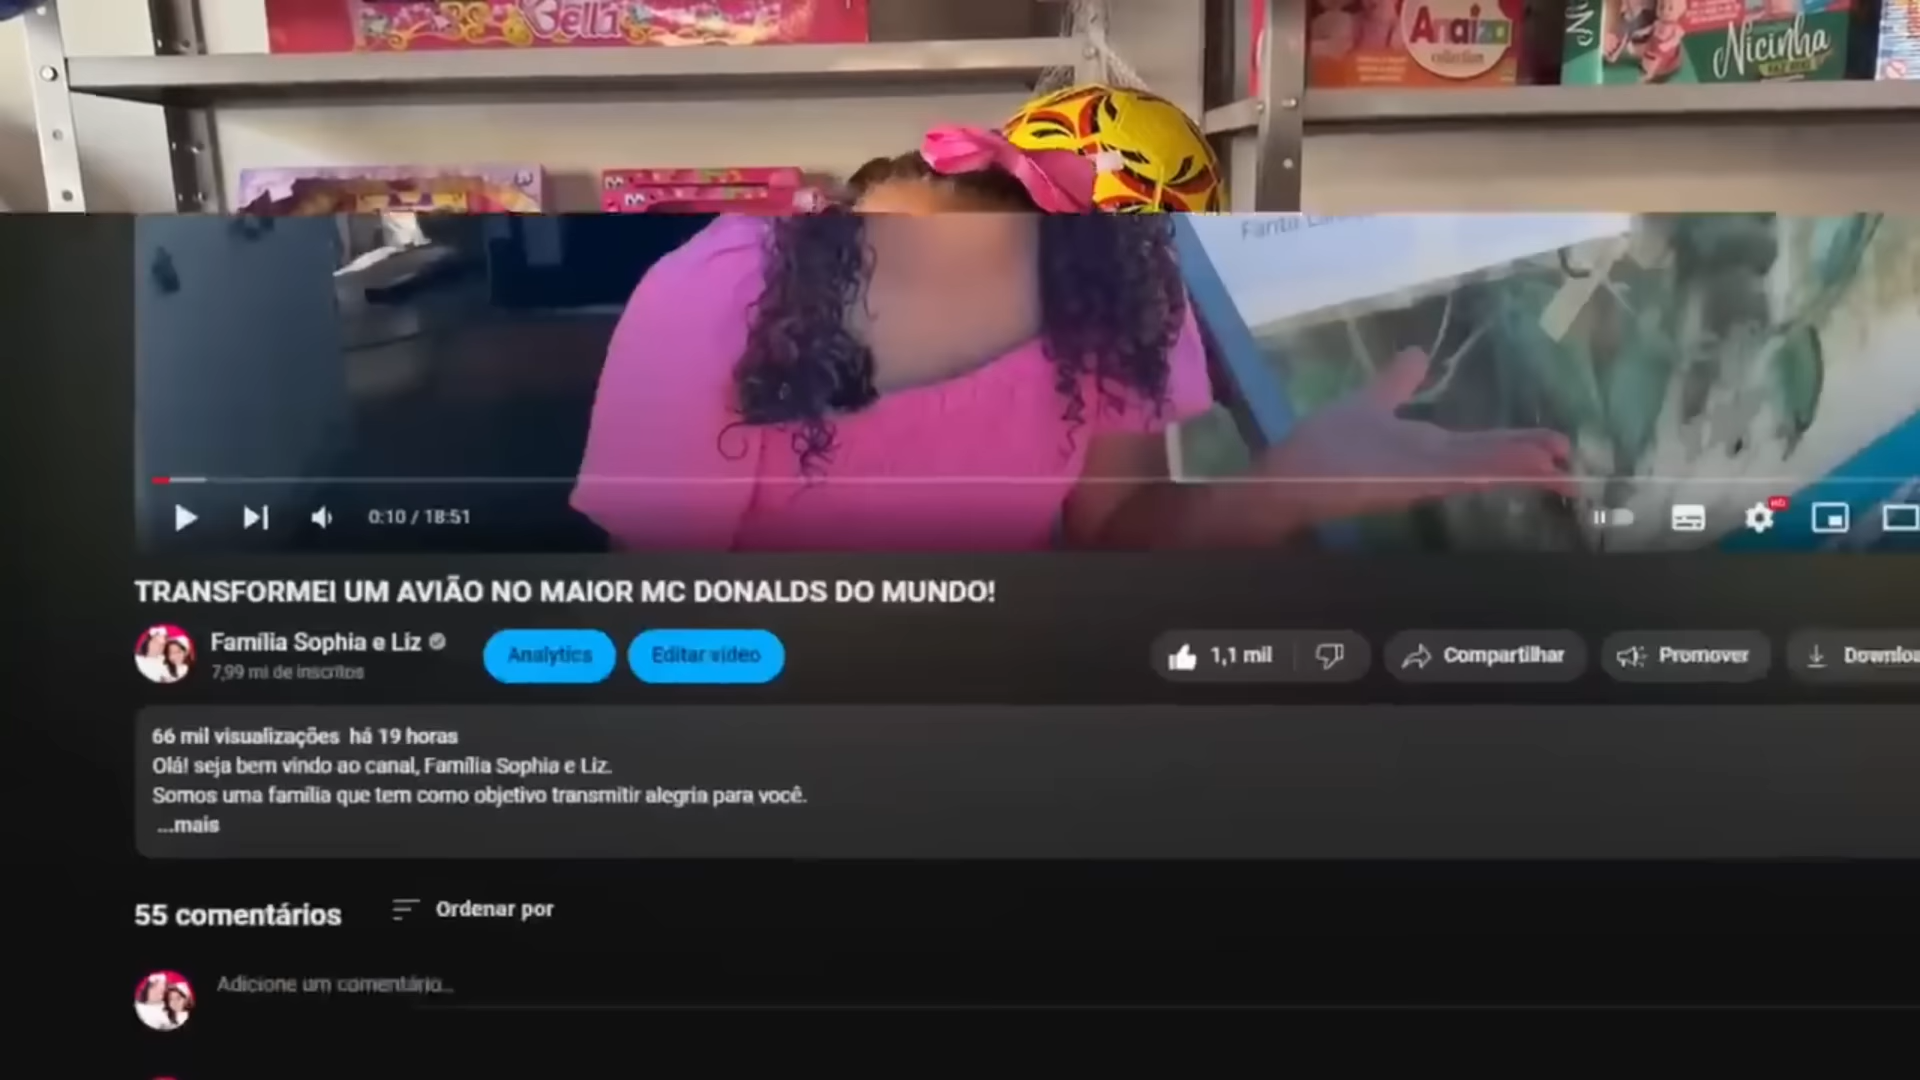 Bella
Anaiza
collection
Nicinha
0:10 / 18:51
HD
TRANSFORMEI UM AVIÃO NO MAIOR MC DONALDS DO MUNDO!
Família Sophia e Liz
7,99 mi de inscritos
Analytics
Editar vídeo
1,1 mil
Compartilhar
Promover
66 mil visualizações há 19 horas
Olá! seja bem vindo ao canal, Família Sophia e Liz.
Somos uma família que tem como objetivo transmitir alegria para você.
...mais
55 comentários
Ordenar por
Adicione um comentário...